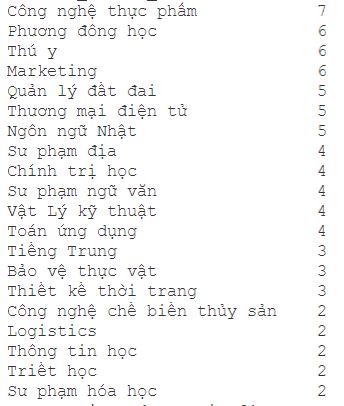 Công nghệ thực phẩm 7
Phương đông học 6
Thú y 6
Marketing 6
Quản lý đất đai 5
Thương mại điện tử 5
Ngôn ngữ Nhật 5
Sư phạm địa 4
Chính trị học 4
Sư phạm ngữ văn 4
Vật Lý kỹ thuật 4
Toán ứng dụng 4
Tiếng Trung 3
Bảo vệ thực vật 3
Thiết kế thời trang 3
Công nghệ chế biến thủy sản 2
Logistics 2
Thông tin học 2
Triết học 2
Sư phạm hóa học 2